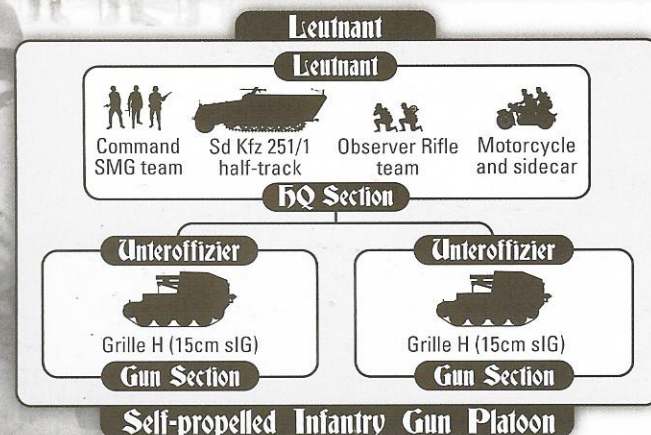 Leutnant
Leutnant
Command SMG team
Sd Kfz 251/1 half-track
Observer Rifle team
Motorcycle and sidecar
HQ Section
Unteroffizier
Unteroffizier
Grille H (15cm sIG)
Grille H (15cm sIG)
Gun Section
Gun Section
Self-propelled Infantry Gun Platoon